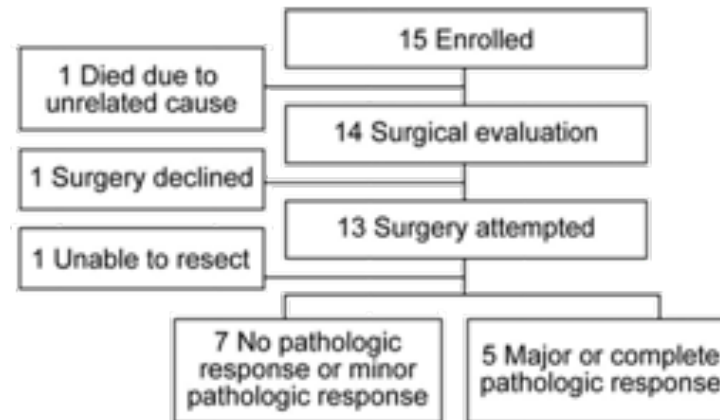 15 Enrolled
1 Died due to
unrelated cause
14 Surgical evaluation
1 Surgery declined
13 Surgery attempted
1 Unable to resect
7 No pathologic
response or minor
pathologic response
5 Major or complete
pathologic response